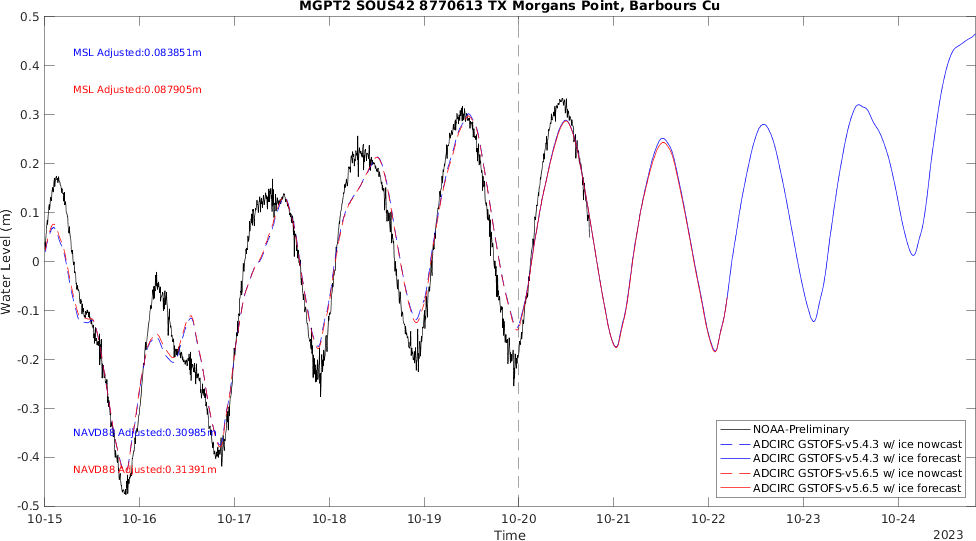 MGPT2 SOUS42 8770613 TX Morgans Point, Barbours Cu
0.5
0.4
0.3
0.2
0.1
0
-0.1
-0.2
-0.3
-0.4
-0.5
Water Level (m)
MSL Adjusted:0.083851m
MSL Adjusted:0.087905m
NAVD88 Adjusted:0.30985m
NAVD88 Adjusted:0.31391m
NOAA-Preliminary
ADCIRC GSTOFS-v5.4.3 w/ ice nowcast
ADCIRC GSTOFS-v5.4.3 w/ ice forecast
ADCIRC GSTOFS-v5.6.5 w/ ice nowcast
ADCIRC GSTOFS-v5.6.5 w/ ice forecast
10-15 10-16 10-17 10-18 10-19 10-20 10-21 10-22 10-23 10-24
Time
2023